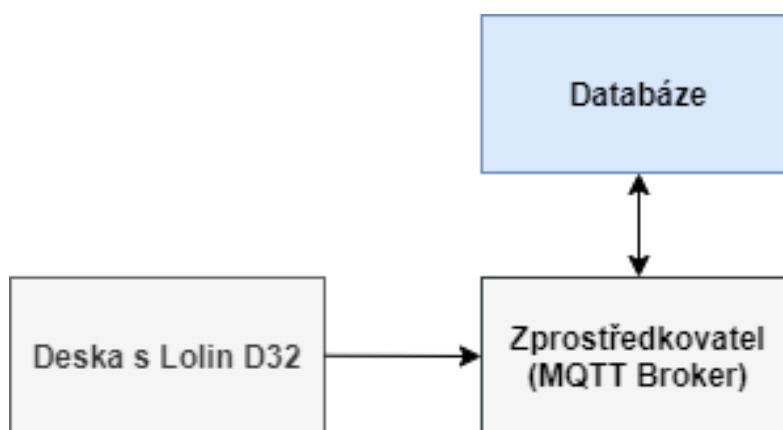 Databáze
Deska s Lolin D32
Zprostředkovatel
(MQTT Broker)